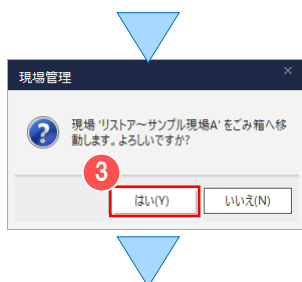 現場管理
×
現場 'リストア～サンプル現場A' をごみ箱へ移
動します。よろしいですか?
3
はい(Y) いいえ(N)